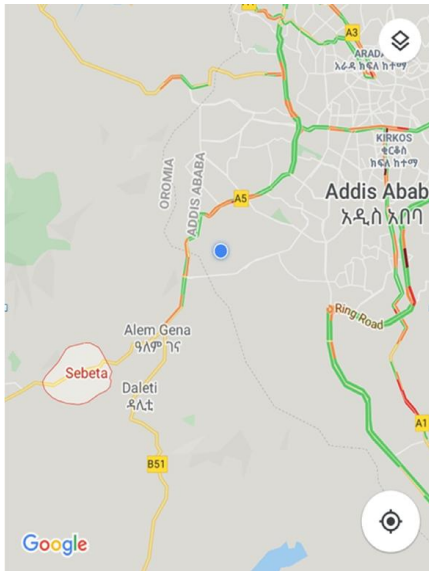 A3
ARADA
አራዳ ክፍለ ከተማ
KIRKOS
ቂርቆስ
ክፍለ ከተማ
OROMIA
ADDIS ABABA
A5
Addis Abab
አዲስ አበባ
Ring Road
Alem Gena
ዓለም ገና
Sebeta
Daleti
ዳሊቲ
A1
B51
Google